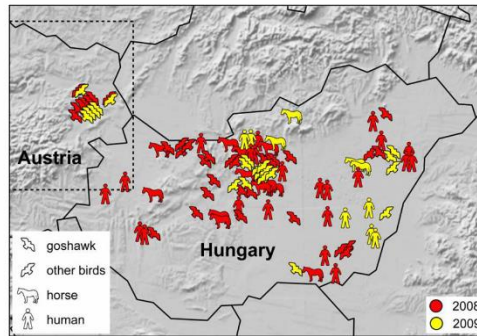 Austria
Hungary
goshawk
other birds
horse
human
2008
2009